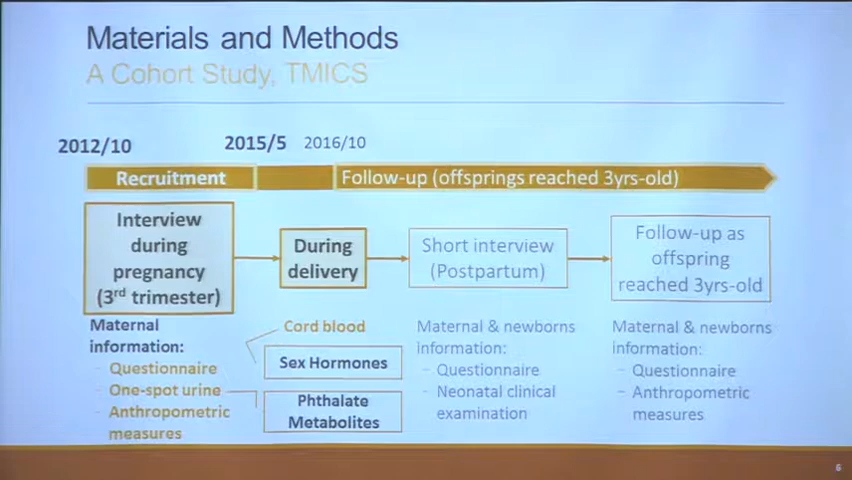 Materials and Methods
A Cohort Study, TMICS
2012/10
2015/5
2016/10
Recruitment
Follow-up (offsprings reached 3yrs-old)
Interview
during
pregnancy
(3rd trimester)
During
delivery
Short interview
(Postpartum)
Follow-up as
offspring
reached 3yrs-old
Maternal
information:
- Questionnaire
- One-spot urine
- Anthropometric
measures
Cord blood
Sex Hormones
Phthalate
Metabolites
Maternal & newborns
information:
- Questionnaire
- Neonatal clinical
examination
Maternal & newborns
information:
- Questionnaire
- Anthropometric
measures
6